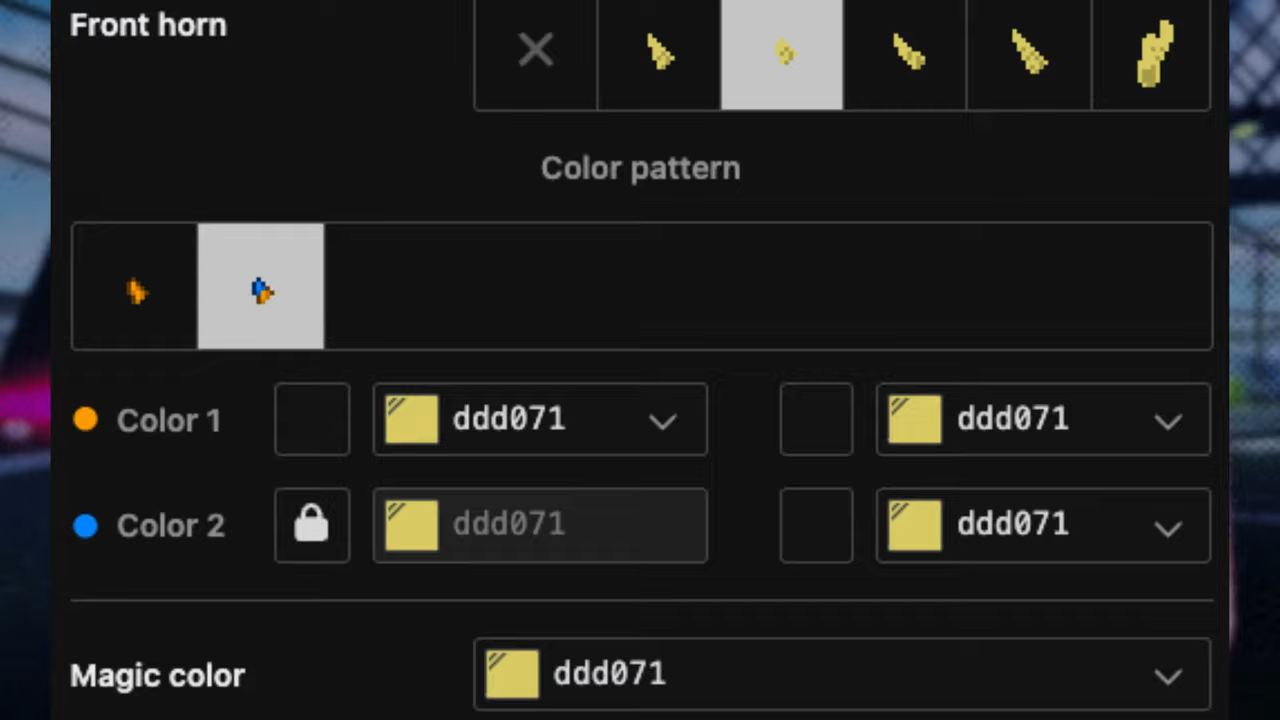 Front horn
Color pattern
Color 1 ddd071 ddd071
Color 2 ddd071 ddd071
Magic color ddd071